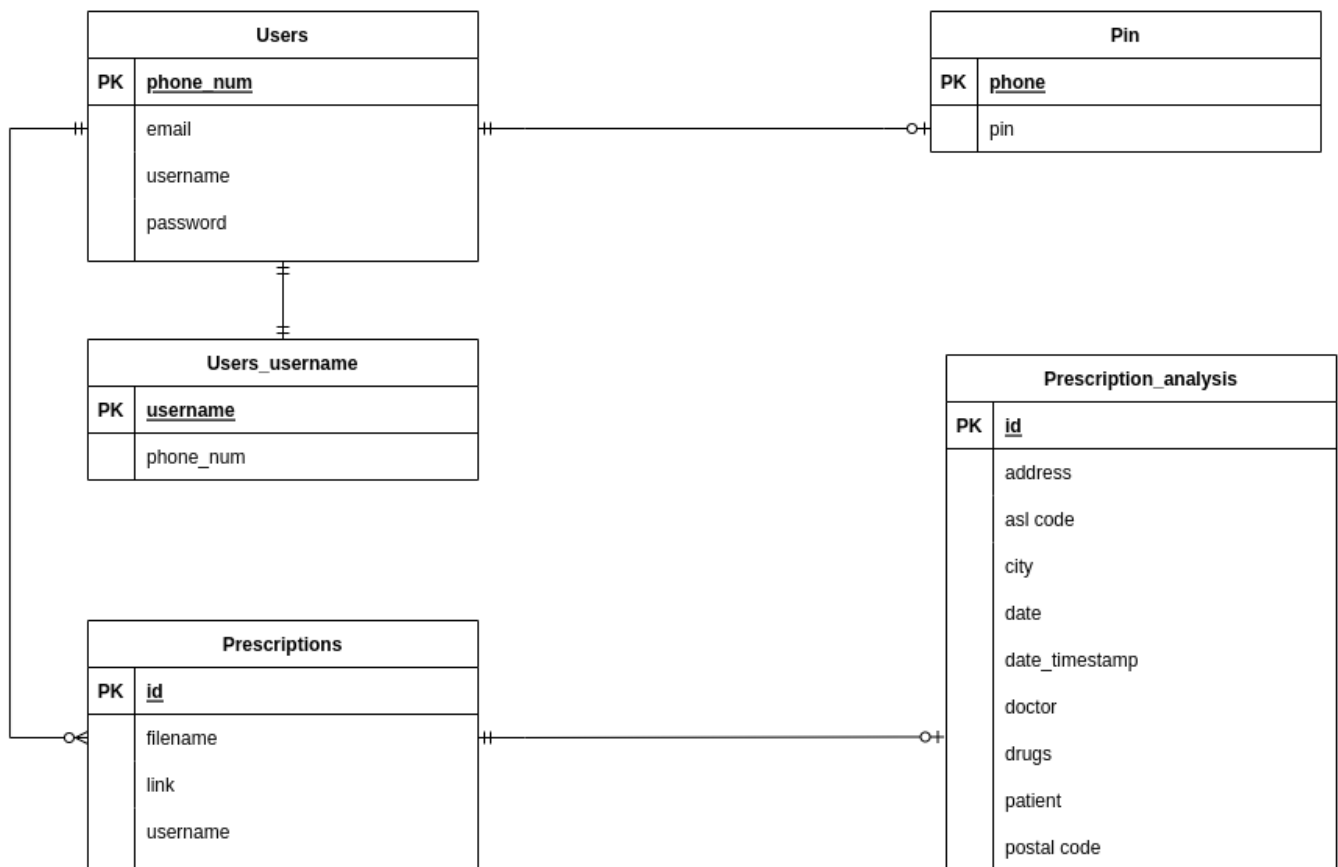 Users
PK phone_num
email
username
password
Pin
PK phone
pin
Users_username
PK username
phone_num
Prescription_analysis
PK id
address
asl code
city
date
date_timestamp
doctor
drugs
patient
postal code
Prescriptions
PK id
filename
link
username